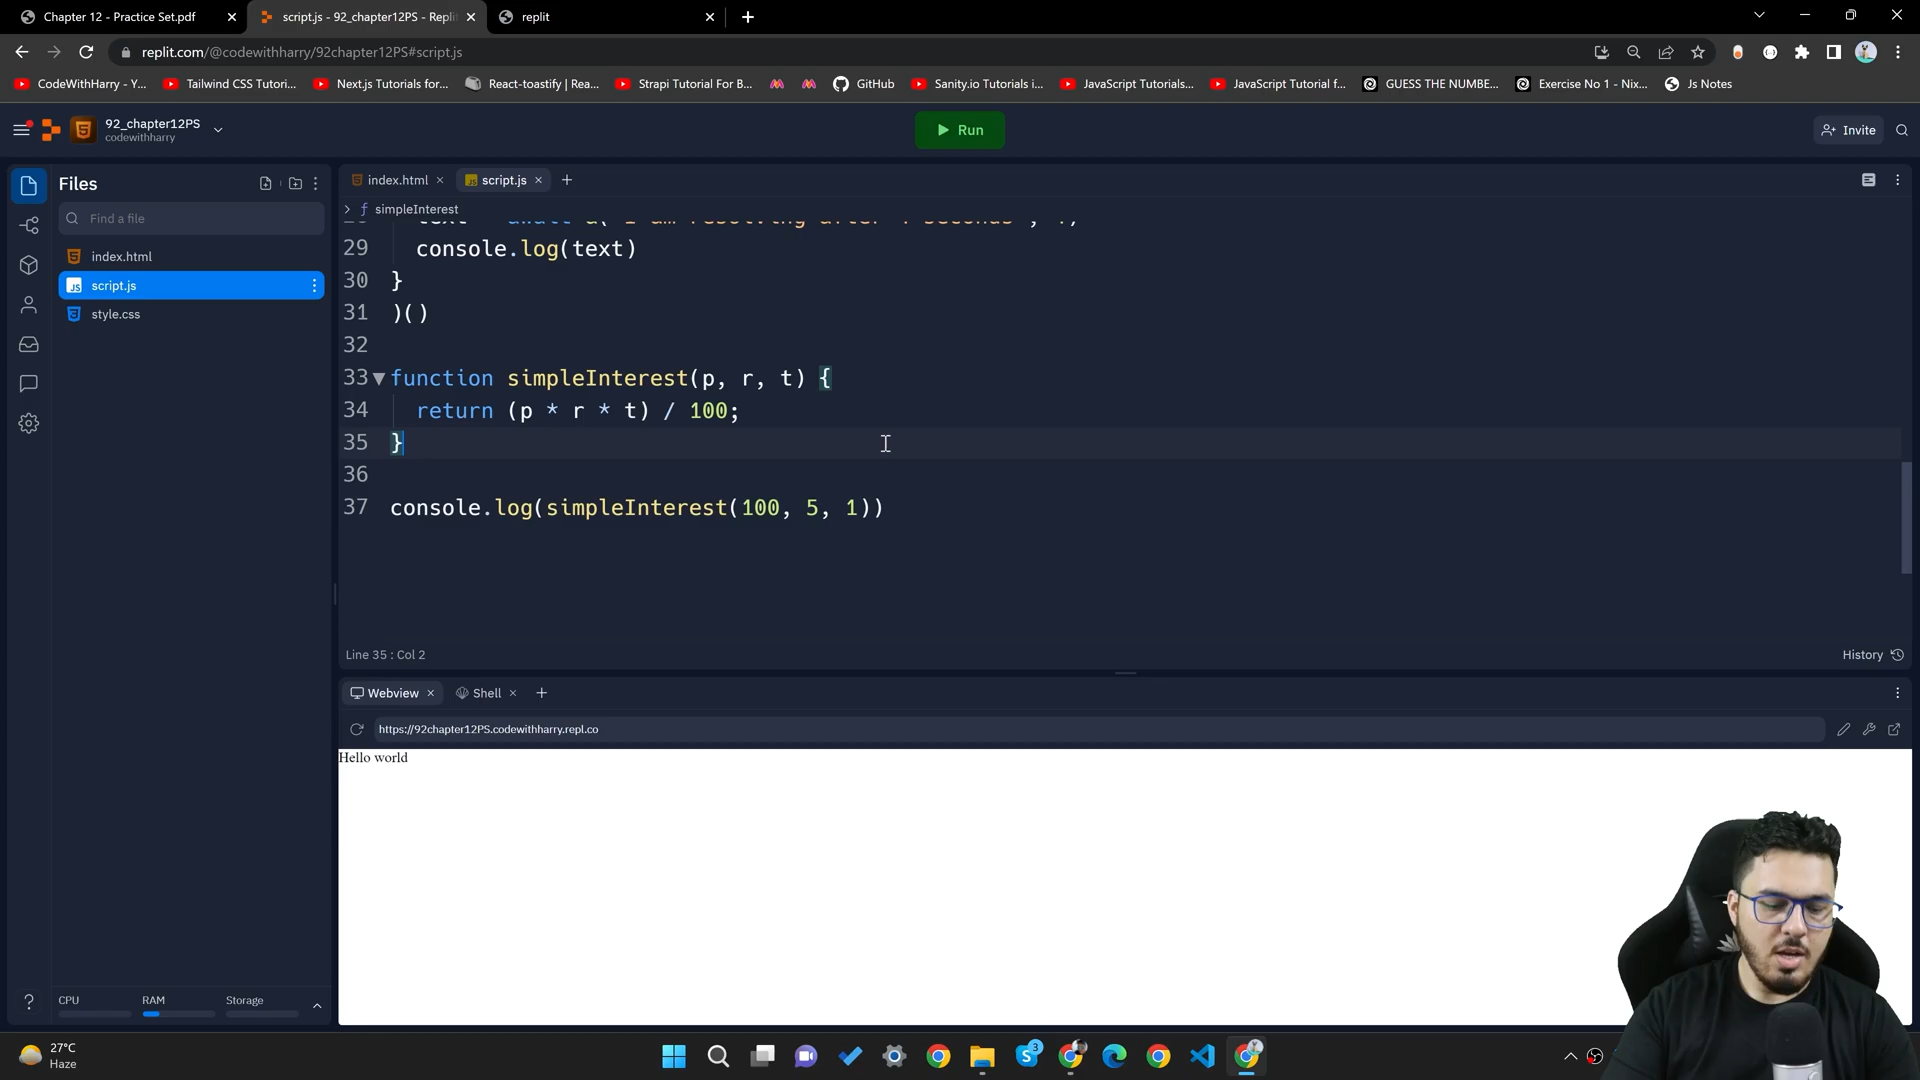 Chapter 12 - Practice Set.pdf
script.js - 92_chapter12PS - Replit
replit
replit.com/@codewithharry/92chapter12PS#script.js
CodeWithHarry - Y...
Tailwind CSS Tutori...
Next.js Tutorials for...
React-toastify | Rea...
Strapi Tutorial For B...
GitHub
Sanity.io Tutorials i...
JavaScript Tutorials...
JavaScript Tutorial f...
GUESS THE NUMBE...
Exercise No 1 - Nix...
Js Notes
92_chapter12PS
codewithharry
Run
Invite
Files
Find a file
index.html
script.js
style.css
index.html
script.js
simpleInterest
29 console.log(text)
30 }
31 )()
32
33 function simpleInterest(p, r, t) {
34 return (p * r * t) / 100;
35 }
36
37 console.log(simpleInterest(100, 5, 1))
Line 35 : Col 2
History
Webview
Shell
https://92chapter12PS.codewithharry.repl.co
Hello world
CPU
RAM
Storage
27°C
Haze
3